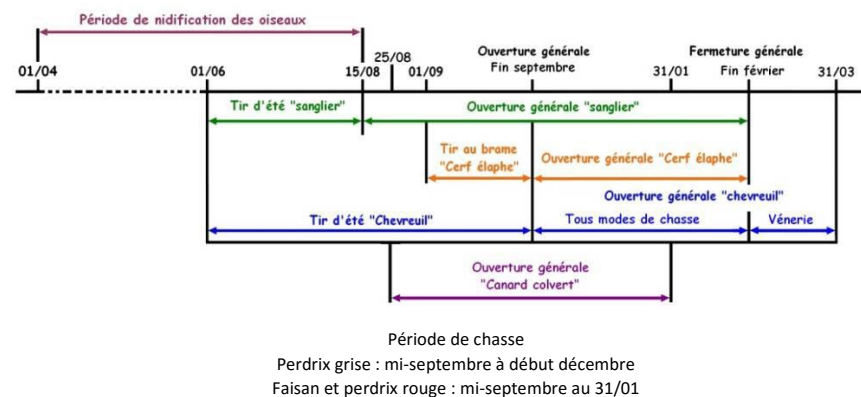 Période de nidification des oiseaux
25/08
Ouverture générale
Fin septembre
Fermeture générale
Fin février
01/04
01/06
15/08
01/09
31/01
31/03
Tir d'été "sanglier"
Ouverture générale "sanglier"
Tir au brame
"Cerf élaphe"
Ouverture générale "Cerf élaphe"
Ouverture générale "chevreuil"
Tir d'été "Chevreuil"
Tous modes de chasse
Vénerie
Ouverture générale
"Canard colvert"
Période de chasse
Perdrix grise : mi-septembre à début décembre
Faisan et perdrix rouge : mi-septembre au 31/01